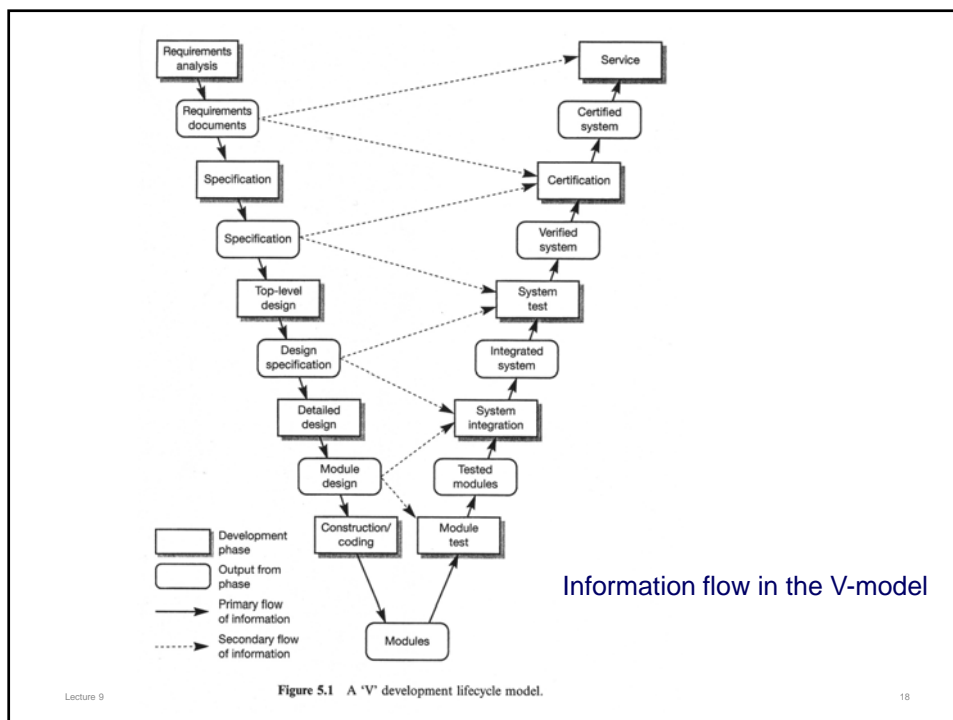 Requirements
analysis
Requirements
documents
Specification
Specification
Top-level
design
Design
specification
Detailed
design
Module
design
Construction/
coding
Modules
Module
test
Tested
modules
System
integration
Integrated
system
System
test
Verified
system
Certification
Certified
system
Service
Development
phase
Output from
phase
Primary flow
of information
Secondary flow
of information
Information flow in the V-model
Figure 5.1 A 'V' development lifecycle model.
Lecture 9
18